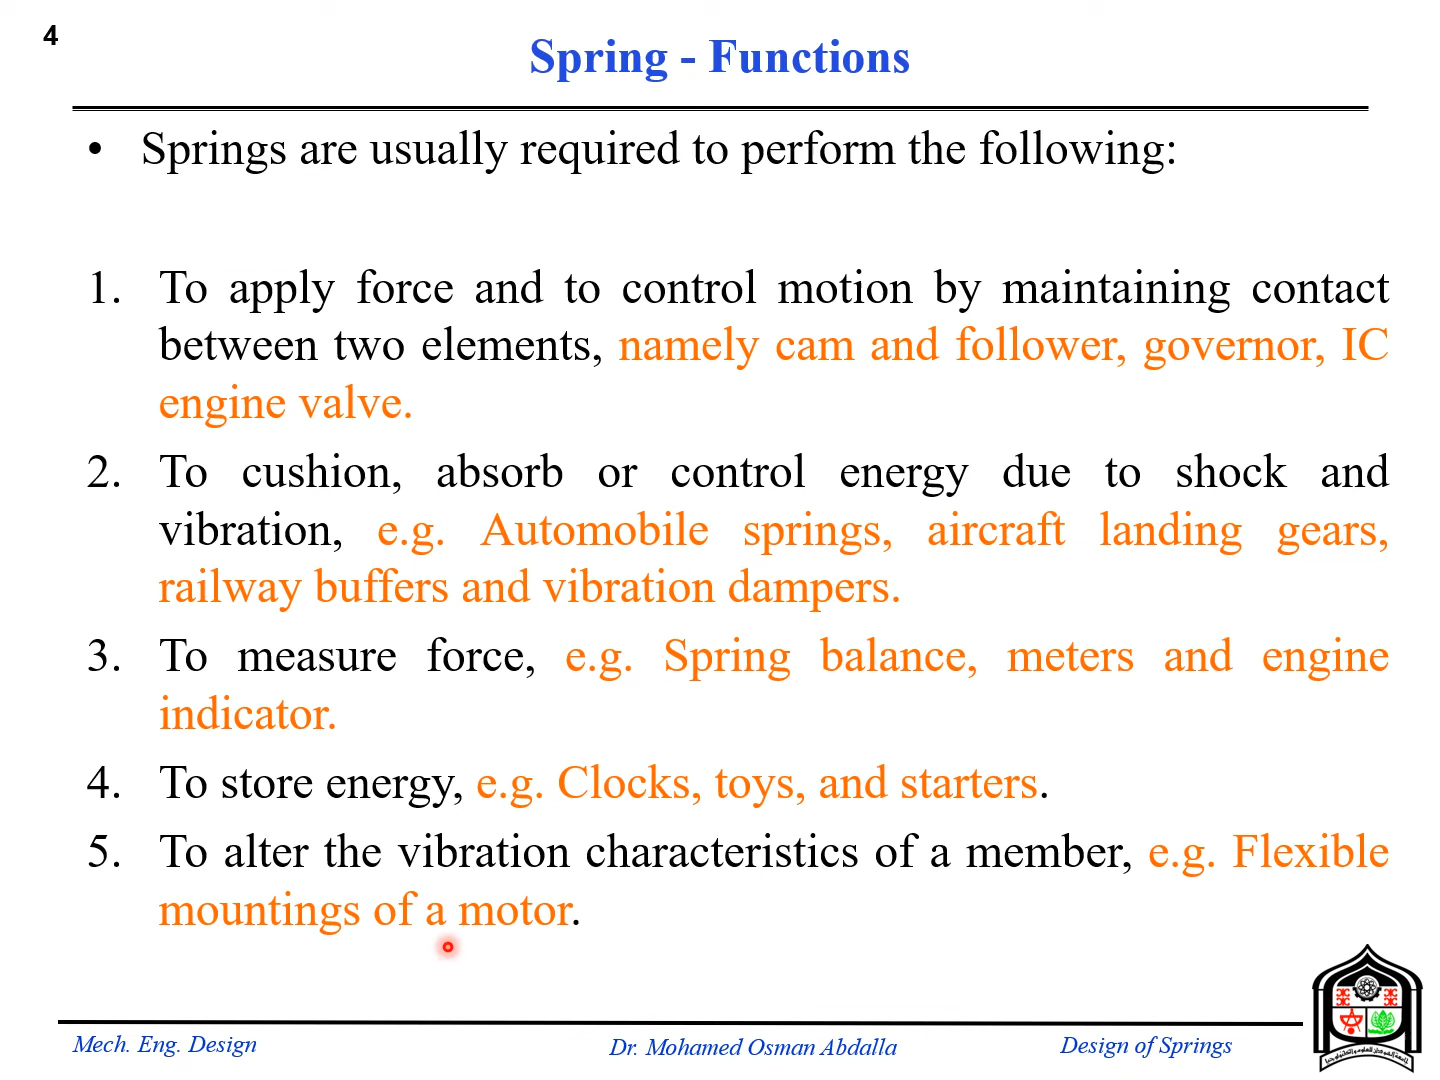 4
Spring - Functions
• Springs are usually required to perform the following:
1. To apply force and to control motion by maintaining contact
between two elements, namely cam and follower, governor, IC
engine valve.
2. To cushion, absorb or control energy due to shock and
vibration, e.g. Automobile springs, aircraft landing gears,
railway buffers and vibration dampers.
3. To measure force, e.g. Spring balance, meters and engine
indicator.
4. To store energy, e.g. Clocks, toys, and starters.
5. To alter the vibration characteristics of a member, e.g. Flexible
mountings of a motor.
Mech. Eng. Design
Dr. Mohamed Osman Abdalla
Design of Springs